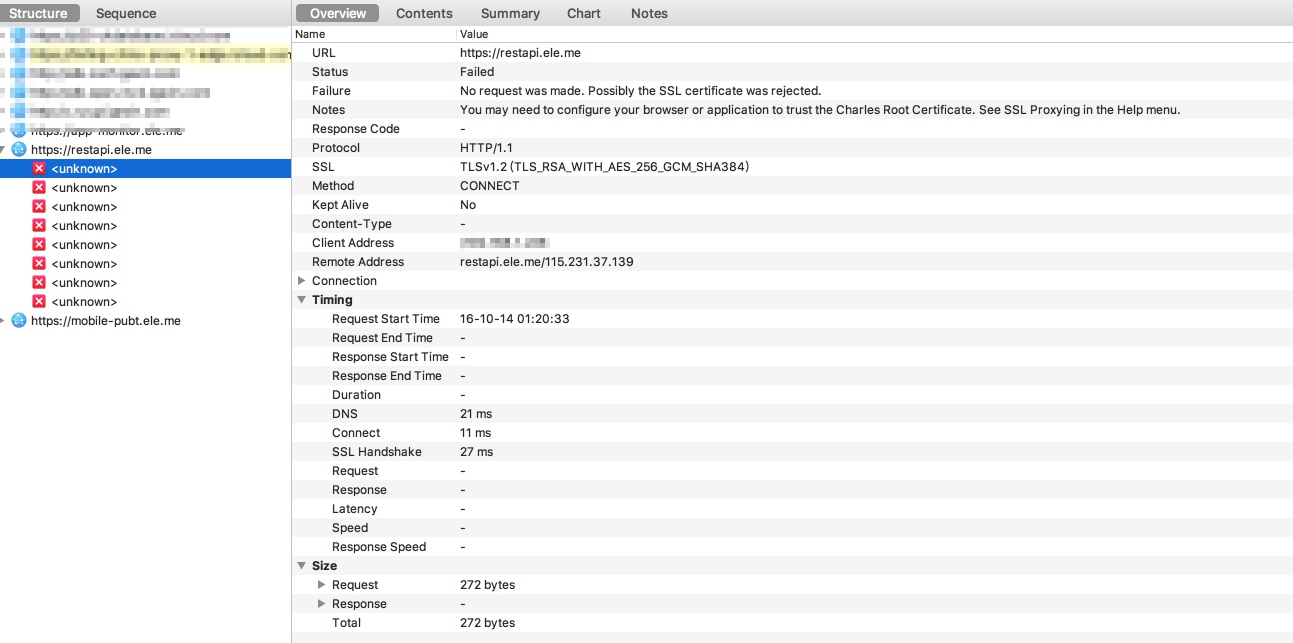 Structure Sequence
https://app-monitor.ele.me
https://restapi.ele.me
<unknown>
<unknown>
<unknown>
<unknown>
<unknown>
<unknown>
<unknown>
<unknown>
https://mobile-pubt.ele.me
Overview Contents Summary Chart Notes
Name Value
URL https://restapi.ele.me
Status Failed
Failure No request was made. Possibly the SSL certificate was rejected.
Notes You may need to configure your browser or application to trust the Charles Root Certificate. See SSL Proxying in the Help menu.
Response Code -
Protocol HTTP/1.1
SSL TLSv1.2 (TLS_RSA_WITH_AES_256_GCM_SHA384)
Method CONNECT
Kept Alive No
Content-Type -
Client Address
Remote Address restapi.ele.me/115.231.37.139
Connection
Timing
Request Start Time 16-10-14 01:20:33
Request End Time -
Response Start Time -
Response End Time -
Duration -
DNS 21 ms
Connect 11 ms
SSL Handshake 27 ms
Request -
Response -
Latency -
Speed -
Response Speed -
Size
Request 272 bytes
Response -
Total 272 bytes